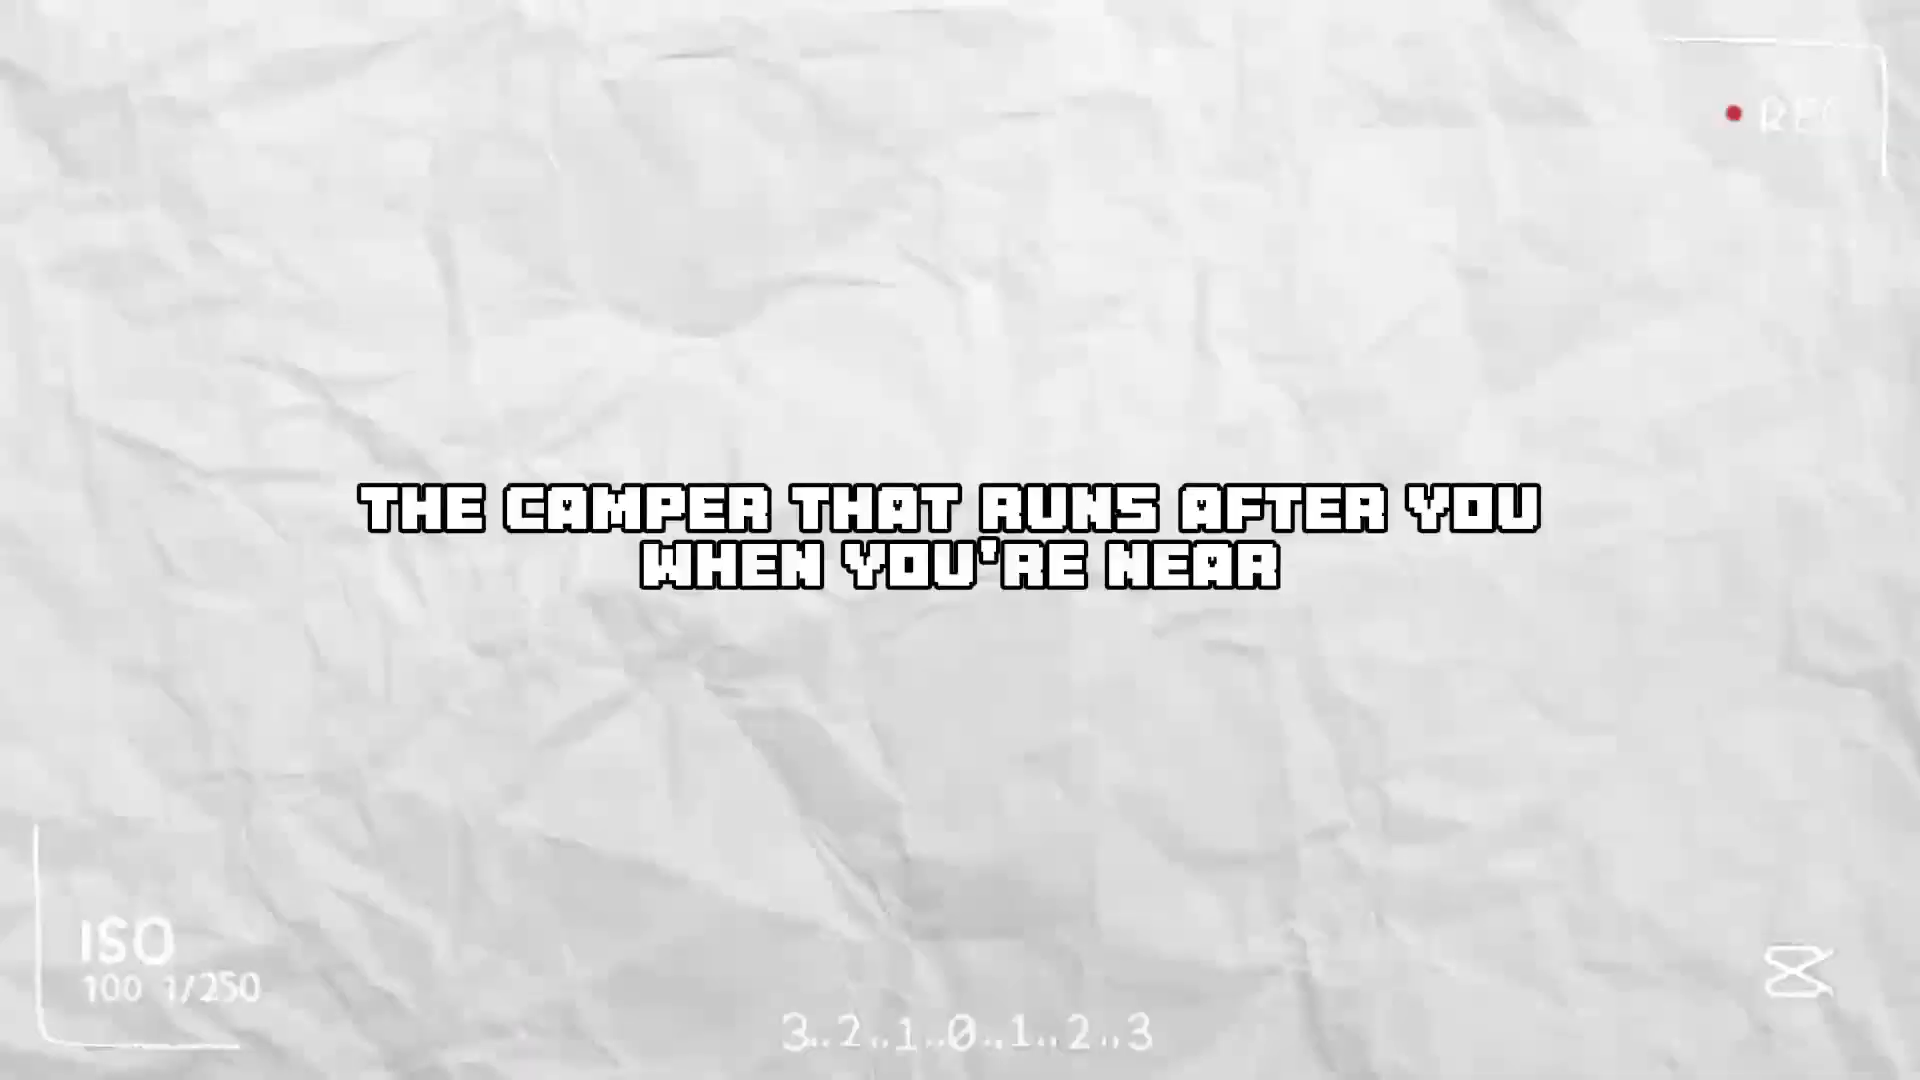 REC
THE CAMPER THAT RUNS AFTER YOU
WHEN YOU'RE NEAR
ISO
100 1/250
3..2..1..0..1..2..3